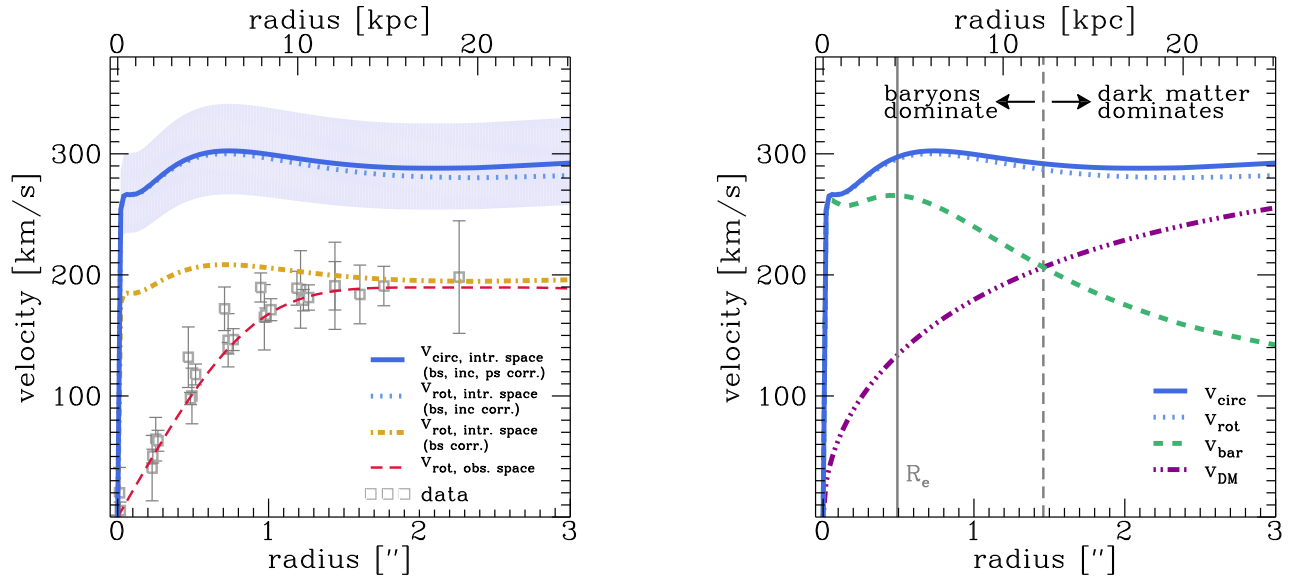 radius [kpc]
0 10 20
velocity [km/s]
300
200
100
V_circ, intr. space
(bs, inc, ps corr.)
V_rot, intr. space
(bs, inc corr.)
V_rot, intr. space
(bs corr.)
V_rot, obs. space
data
0 1 2 3
radius ["]
radius [kpc]
0 10 20
baryons
dominate
dark matter
dominates
velocity [km/s]
300
200
100
V_circ
V_rot
V_bar
V_DM
R_e
0 1 2 3
radius ["]